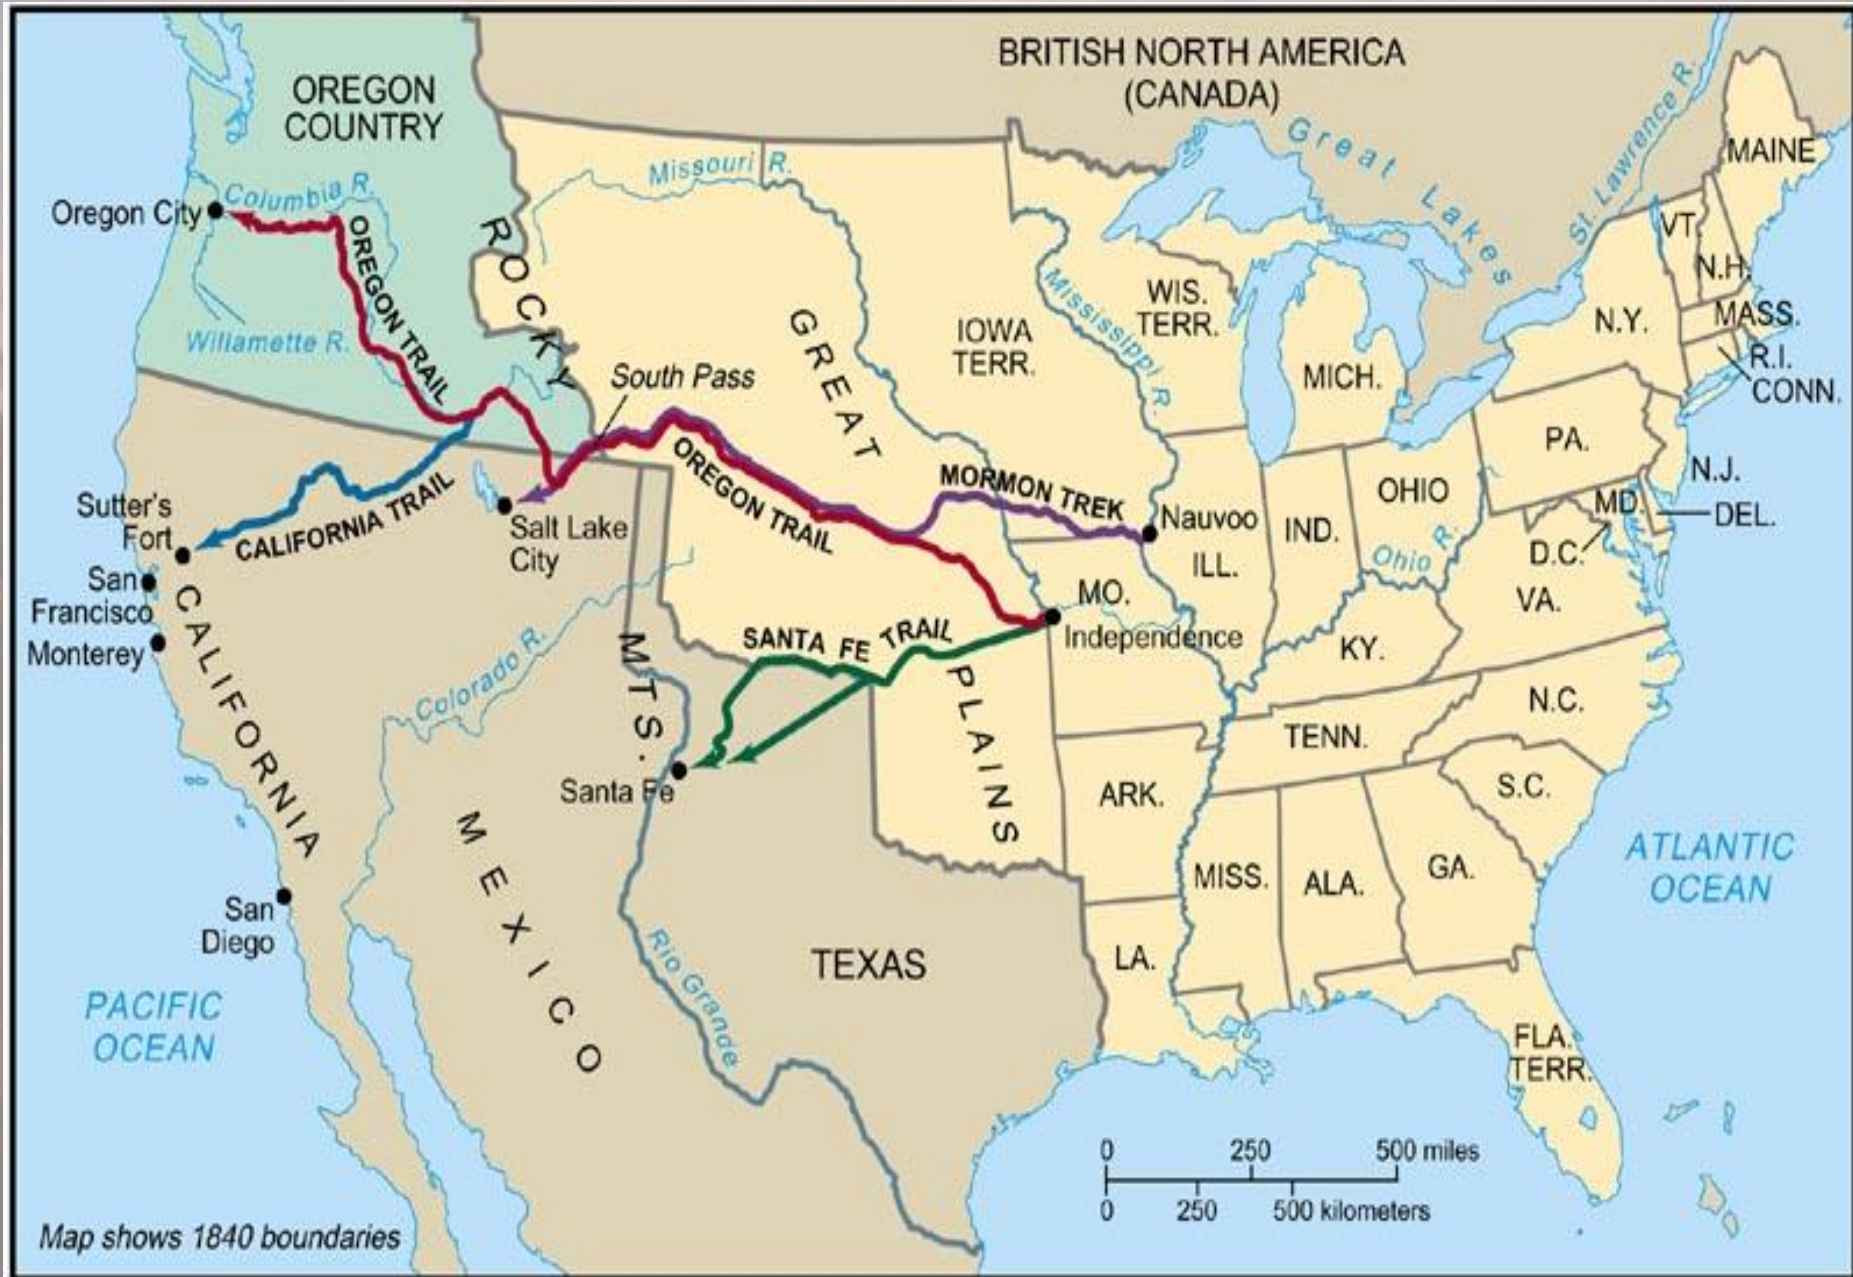 BRITISH NORTH AMERICA
(CANADA)
OREGON
COUNTRY
Great Lakes
St. Lawrence R.
MAINE
Missouri R.
Columbia R.
Oregon City
OREGON TRAIL
ROCKY
MTS.
VT.
N.H.
MASS.
N.Y.
R.I.
CONN.
Mississippi R.
WIS.
TERR.
IOWA
TERR.
GREAT
PLAINS
Willamette R.
South Pass
MICH.
PA.
N.J.
OREGON TRAIL
MORMON TREK
OHIO
MD.
DEL.
Sutter's
Fort
CALIFORNIA TRAIL
Salt Lake
City
Nauvoo
IND.
ILL.
Ohio R.
D.C.
VA.
San
Francisco
Monterey
CALIFORNIA
MO.
Independence
SANTA FE TRAIL
KY.
Colorado R.
N.C.
TENN.
Santa Fe
ARK.
S.C.
MEXICO
MISS.
ALA.
GA.
ATLANTIC
OCEAN
San
Diego
Rio Grande
TEXAS
LA.
PACIFIC
OCEAN
FLA.
TERR.
0 250 500 miles
0 250 500 kilometers
Map shows 1840 boundaries